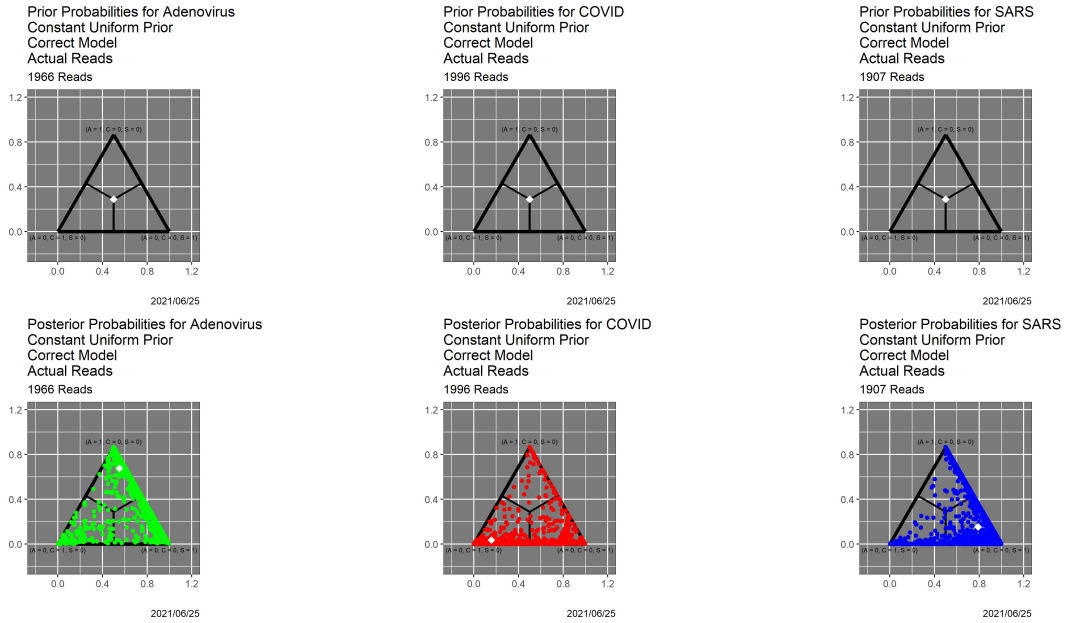 Prior Probabilities for Adenovirus
Constant Uniform Prior
Correct Model
Actual Reads
1966 Reads
1.2
(A = 1, C = 0, S = 0)
0.8
0.4
0.0
(A = 0, C = 1, S = 0) (A = 0, C = 0, S = 1)
0.0 0.4 0.8 1.2
2021/06/25
Prior Probabilities for COVID
Constant Uniform Prior
Correct Model
Actual Reads
1996 Reads
1.2
(A = 1, C = 0, S = 0)
0.8
0.4
0.0
(A = 0, C = 1, S = 0) (A = 0, C = 0, S = 1)
0.0 0.4 0.8 1.2
2021/06/25
Prior Probabilities for SARS
Constant Uniform Prior
Correct Model
Actual Reads
1907 Reads
1.2
(A = 1, C = 0, S = 0)
0.8
0.4
0.0
(A = 0, C = 1, S = 0) (A = 0, C = 0, S = 1)
0.0 0.4 0.8 1.2
2021/06/25
Posterior Probabilities for Adenovirus
Constant Uniform Prior
Correct Model
Actual Reads
1966 Reads
1.2
(A = 1, C = 0, S = 0)
0.8
0.4
0.0
(A = 0, C = 1, S = 0) (A = 0, C = 0, S = 1)
0.0 0.4 0.8 1.2
2021/06/25
Posterior Probabilities for COVID
Constant Uniform Prior
Correct Model
Actual Reads
1996 Reads
1.2
(A = 1, C = 0, S = 0)
0.8
0.4
0.0
(A = 0, C = 1, S = 0) (A = 0, C = 0, S = 1)
0.0 0.4 0.8 1.2
2021/06/25
Posterior Probabilities for SARS
Constant Uniform Prior
Correct Model
Actual Reads
1907 Reads
1.2
(A = 1, C = 0, S = 0)
0.8
0.4
0.0
(A = 0, C = 1, S = 0) (A = 0, C = 0, S = 1)
0.0 0.4 0.8 1.2
2021/06/25